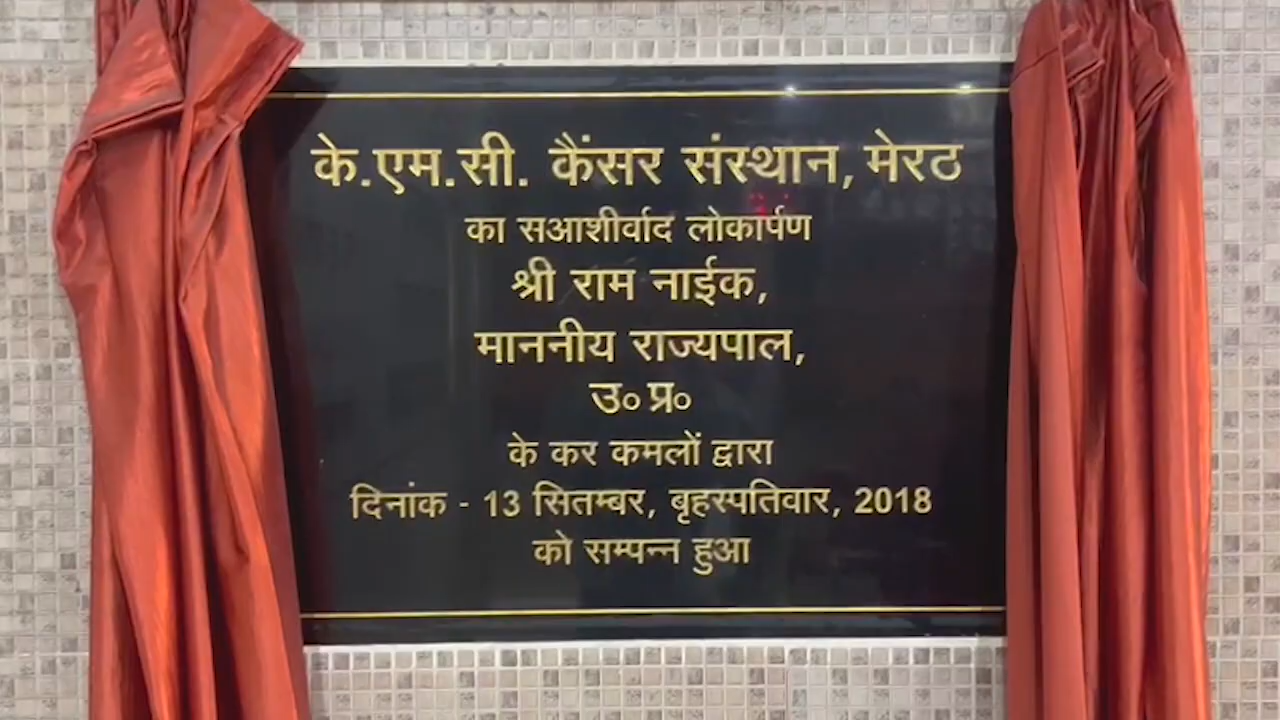 के.एम.सी. कैंसर संस्थान, मेरठ
का सआशीर्वाद लोकार्पण
श्री राम नाईक,
माननीय राज्यपाल,
उ० प्र०
के कर कमलों द्वारा
दिनांक - 13 सितम्बर, बृहस्पतिवार, 2018
को सम्पन्न हुआ